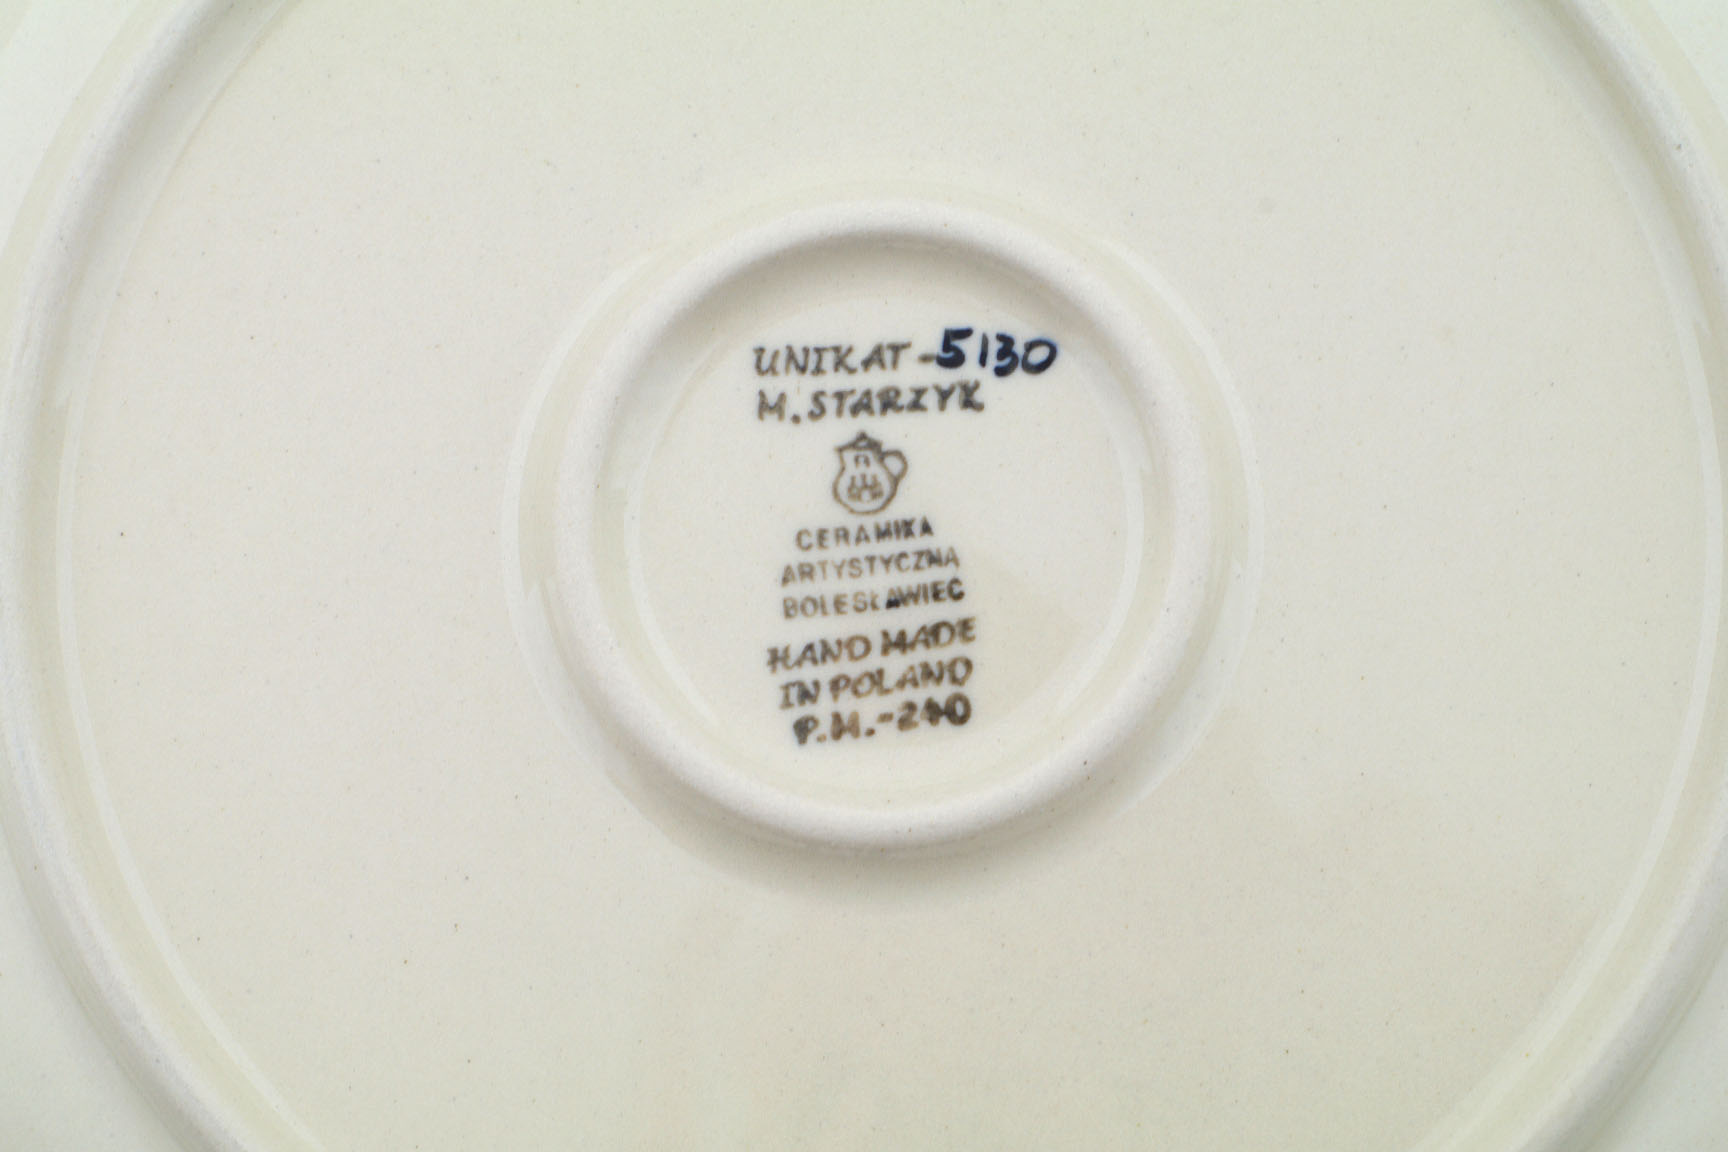 UNIKAT-5130
M. STARZYK
CERAMIKA
ARTYSTYCZNA
BOLESŁAWIEC
HAND MADE
IN POLAND
P.M.-240